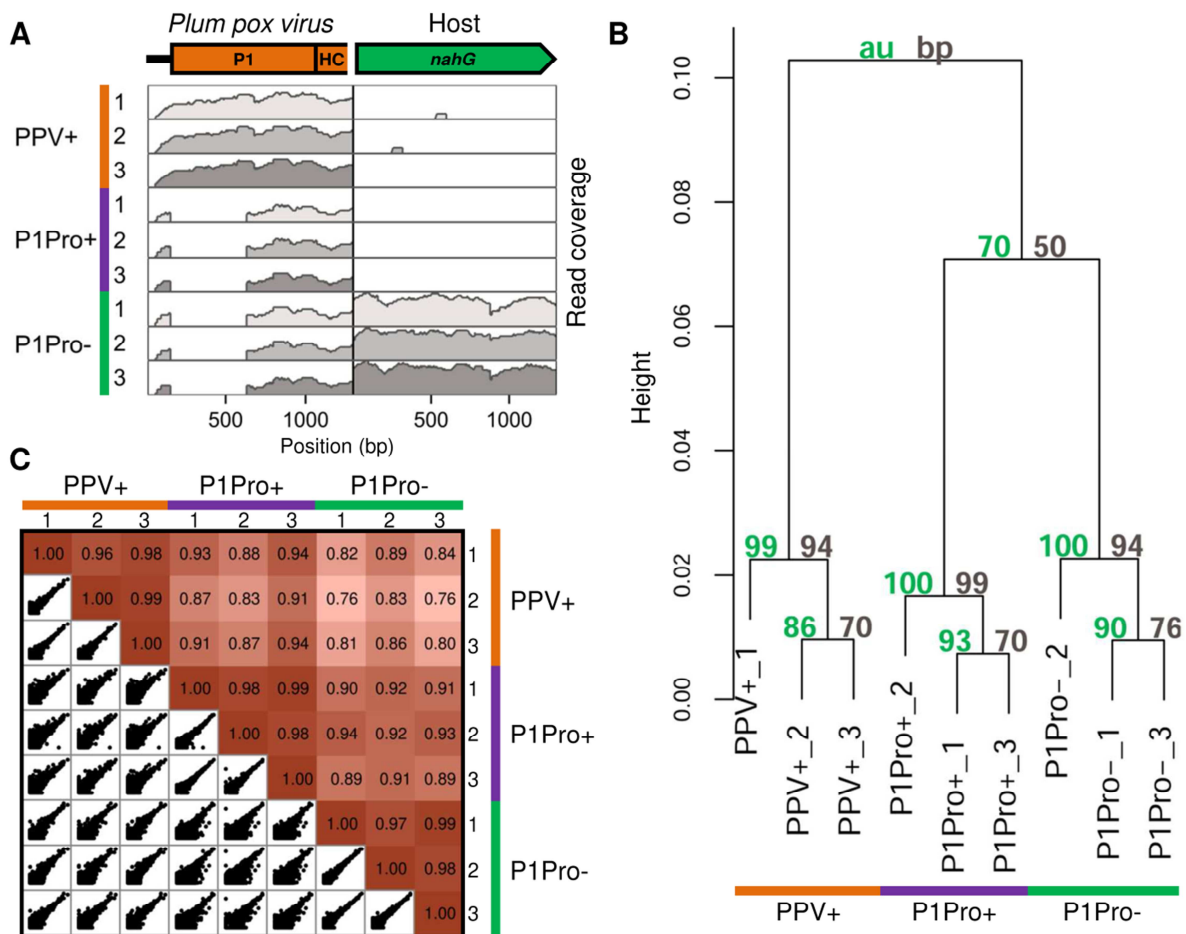 A
Plum pox virus
Host
P1
HC
nahG
PPV+
1
2
3
P1Pro+
1
2
3
P1Pro-
1
2
3
Read coverage
500
1000
500
1000
Position (bp)
B
au bp
Height
0.10
0.08
0.06
0.04
0.02
0.00
70 50
99 94
86 70
100 99
93 70
100 94
90 76
PPV+_1
PPV+_2
PPV+_3
P1Pro+_2
P1Pro+_1
P1Pro+_3
P1Pro−_2
P1Pro−_1
P1Pro−_3
PPV+
P1Pro+
P1Pro-
C
PPV+ P1Pro+ P1Pro-
1 2 3 1 2 3 1 2 3
1.00 0.96 0.98 0.93 0.88 0.94 0.82 0.89 0.84 1
1.00 0.99 0.87 0.83 0.91 0.76 0.83 0.76 2
1.00 0.91 0.87 0.94 0.81 0.86 0.80 3
1.00 0.98 0.99 0.90 0.92 0.91 1
1.00 0.98 0.94 0.92 0.93 2
1.00 0.89 0.91 0.89 3
1.00 0.97 0.99 1
1.00 0.98 2
1.00 3
PPV+
P1Pro+
P1Pro-